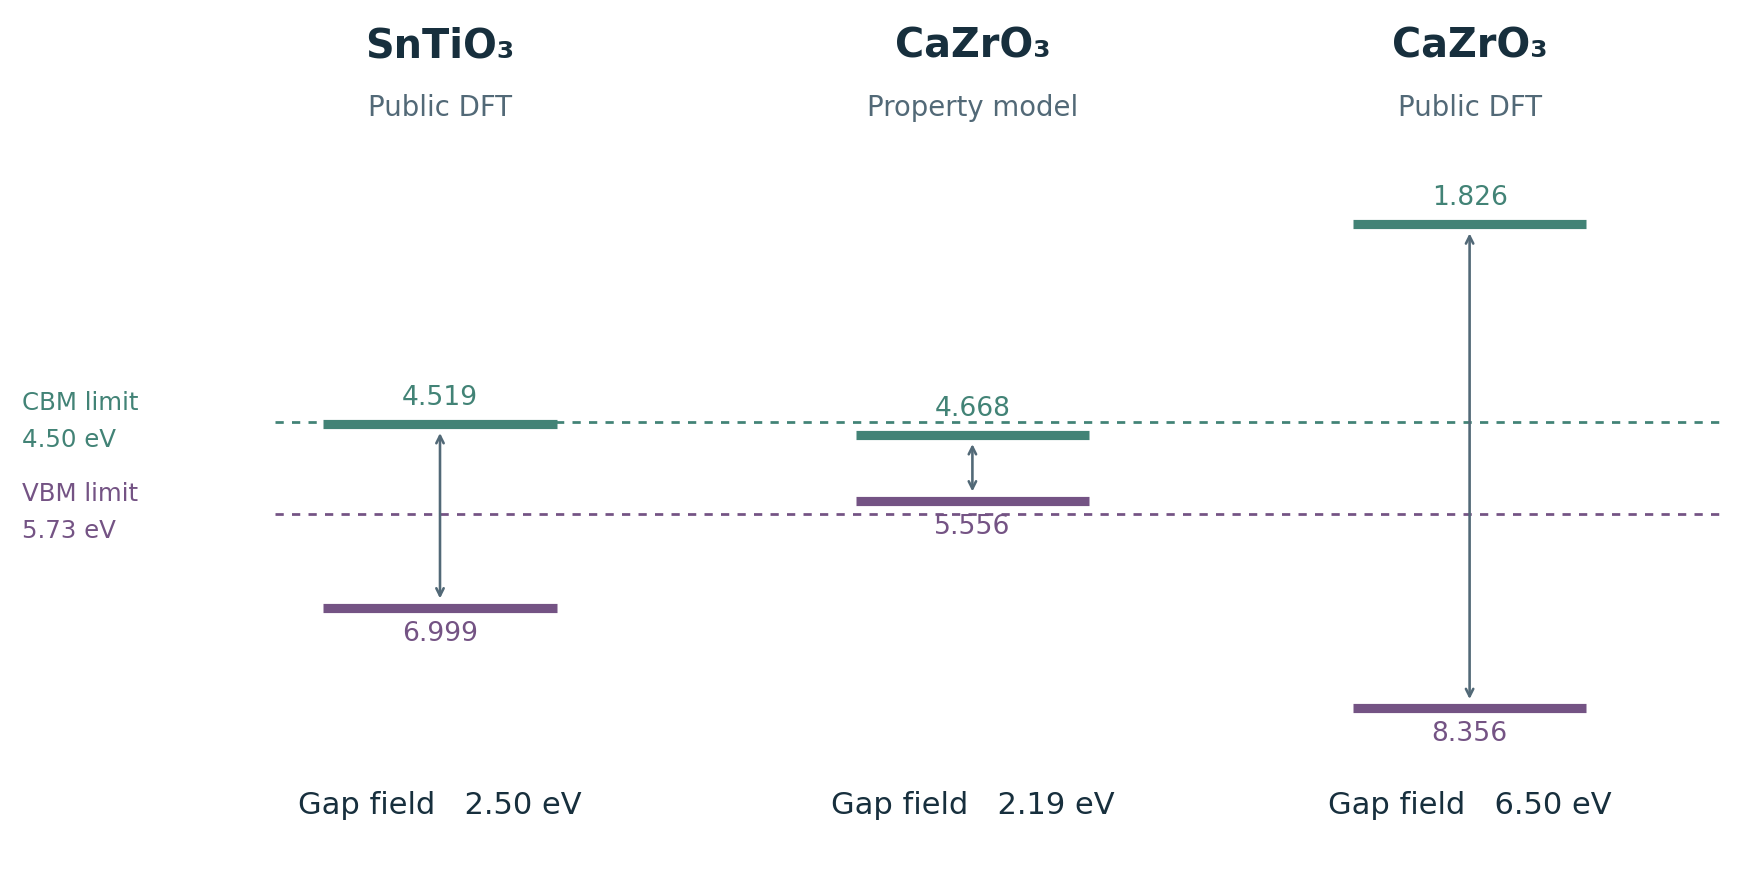 SnTiO₃
Public DFT
CaZrO₃
Property model
CaZrO₃
Public DFT
1.826
CBM limit
4.50 eV
4.519
4.668
VBM limit
5.73 eV
5.556
6.999
8.356
Gap field 2.50 eV
Gap field 2.19 eV
Gap field 6.50 eV